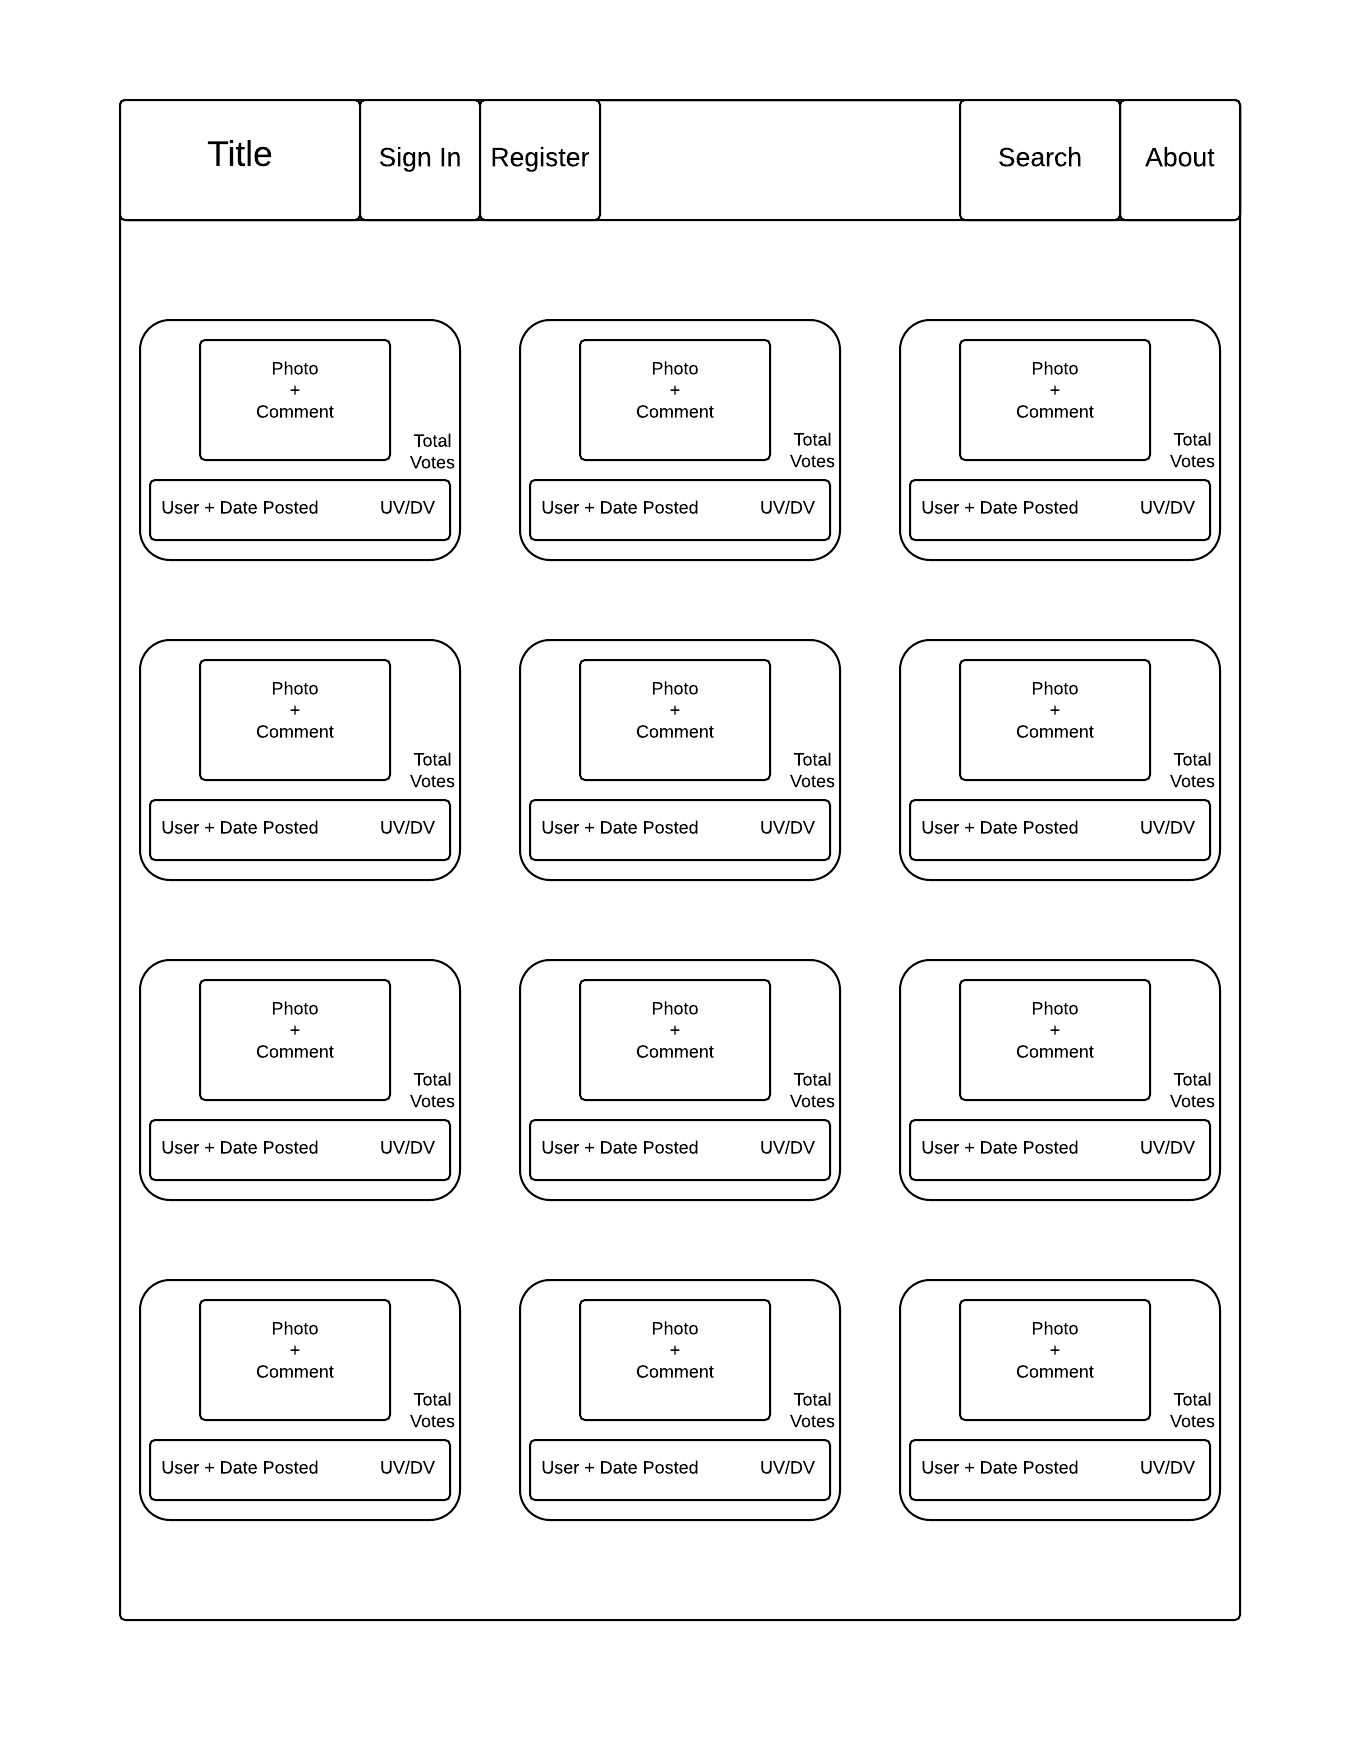 Title Sign In Register Search About
Photo
+
Comment
Total
Votes
User + Date Posted UV/DV
Photo
+
Comment
Total
Votes
User + Date Posted UV/DV
Photo
+
Comment
Total
Votes
User + Date Posted UV/DV
Photo
+
Comment
Total
Votes
User + Date Posted UV/DV
Photo
+
Comment
Total
Votes
User + Date Posted UV/DV
Photo
+
Comment
Total
Votes
User + Date Posted UV/DV
Photo
+
Comment
Total
Votes
User + Date Posted UV/DV
Photo
+
Comment
Total
Votes
User + Date Posted UV/DV
Photo
+
Comment
Total
Votes
User + Date Posted UV/DV
Photo
+
Comment
Total
Votes
User + Date Posted UV/DV
Photo
+
Comment
Total
Votes
User + Date Posted UV/DV
Photo
+
Comment
Total
Votes
User + Date Posted UV/DV